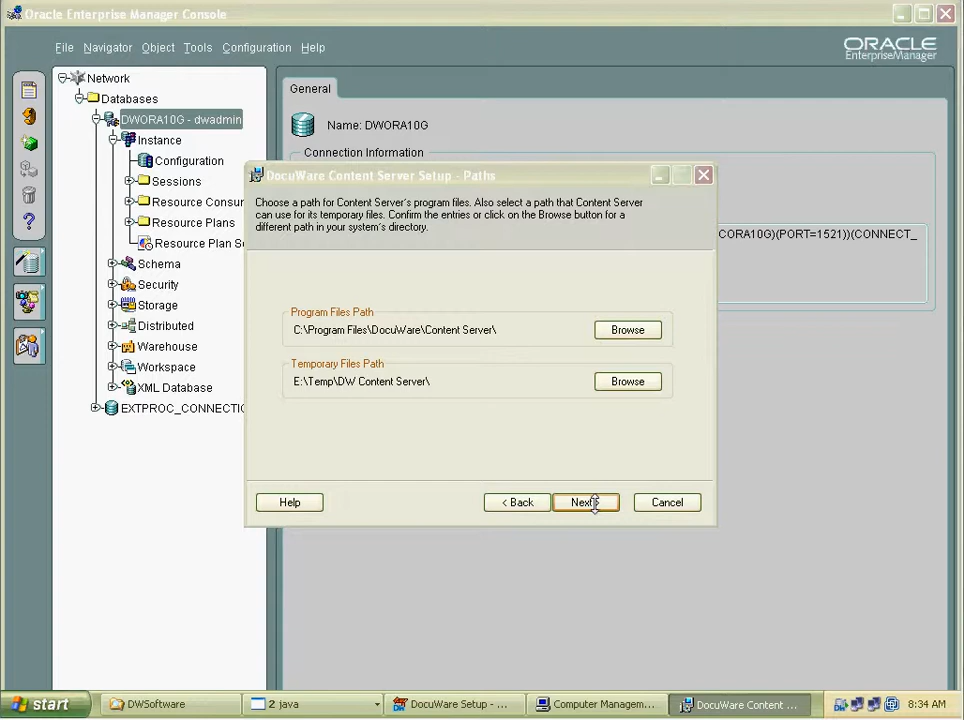 Oracle Enterprise Manager Console
File Navigator Object Tools Configuration Help
ORACLE
EnterpriseManager
Network
Databases
DWORA10G - dwadmin
Instance
Configuration
Sessions
Resource Consu
Resource Plans
Resource Plan S
Schema
Security
Storage
Distributed
Warehouse
Workspace
XML Database
EXTPROC_CONNECTIO
General
Name: DWORA10G
Connection Information
CORA10G)(PORT=1521))(CONNECT_
DocuWare Content Server Setup - Paths
Choose a path for Content Server's program files. Also select a path that Content Server
can use for its temporary files. Confirm the entries or click on the Browse button for a
different path in your system's directory.
Program Files Path
C:\Program Files\DocuWare\Content Server\
Browse
Temporary Files Path
E:\Temp\DW Content Server\
Browse
Help < Back Next Cancel
start DWSoftware 2 java DocuWare Setup - ... Computer Managem... DocuWare Content ... 8:34 AM